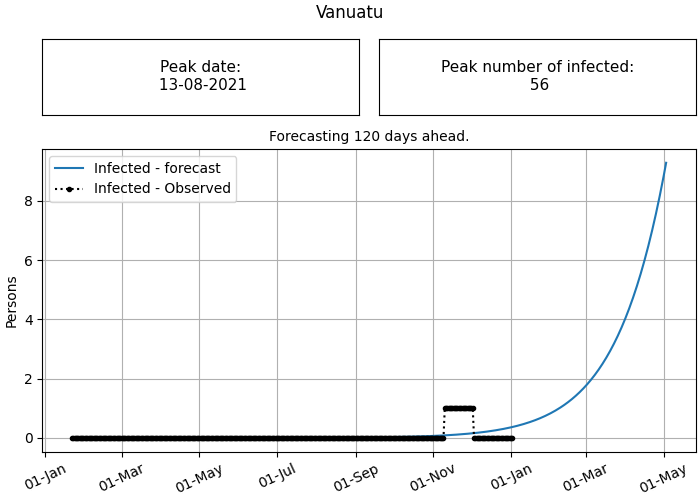 Vanuatu
Peak date:
13-08-2021
Peak number of infected:
56
Forecasting 120 days ahead.
Infected - forecast
Infected - Observed
Persons
8
6
4
2
0
01-Jan
01-Mar
01-May
01-Jul
01-Sep
01-Nov
01-Jan
01-Mar
01-May